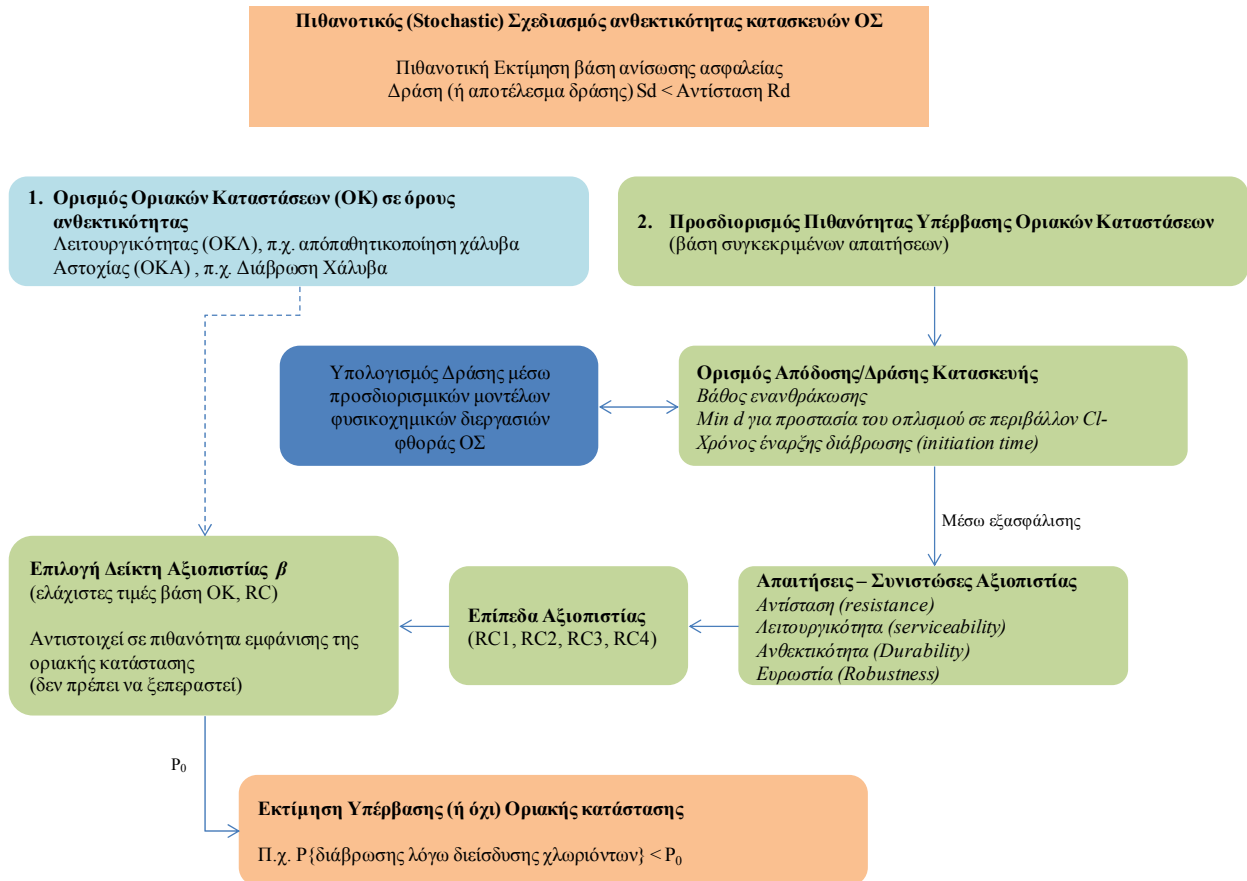 Πιθανοτικός (Stochastic) Σχεδιασμός ανθεκτικότητας κατασκευών ΟΣ
Πιθανοτική Εκτίμηση βάση ανίσωσης ασφαλείας
Δράση (ή αποτέλεσμα δράσης) Sd < Αντίσταση Rd
1. Ορισμός Οριακών Καταστάσεων (ΟΚ) σε όρους
ανθεκτικότητας
Λειτουργικότητας (ΟΚΛ), π.χ. απόπαθητικοποίηση χάλυβα
Αστοχίας (ΟΚΑ) , π.χ. Διάβρωση Χάλυβα
2. Προσδιορισμός Πιθανότητας Υπέρβασης Οριακών Καταστάσεων
(βάση συγκεκριμένων απαιτήσεων)
Υπολογισμός Δράσης μέσω
προσδιορισμικών μοντέλων
φυσικοχημικών διεργασιών
φθοράς ΟΣ
Ορισμός Απόδοσης/Δράσης Κατασκευής
Βάθος ενανθράκωσης
Min d για προστασία του οπλισμού σε περιβάλλον Cl-
Χρόνος έναρξης διάβρωσης (initiation time)
Μέσω εξασφάλισης
Επιλογή Δείκτη Αξιοπιστίας β
(ελάχιστες τιμές βάση ΟΚ, RC)
Αντιστοιχεί σε πιθανότητα εμφάνισης της
οριακής κατάστασης
(δεν πρέπει να ξεπεραστεί)
Επίπεδα Αξιοπιστίας
(RC1, RC2, RC3, RC4)
Απαιτήσεις – Συνιστώσες Αξιοπιστίας
Αντίσταση (resistance)
Λειτουργικότητα (serviceability)
Ανθεκτικότητα (Durability)
Ευρωστία (Robustness)
P₀
Εκτίμηση Υπέρβασης (ή όχι) Οριακής κατάστασης
Π.χ. P{διάβρωσης λόγω διείσδυσης χλωριόντων} < P₀